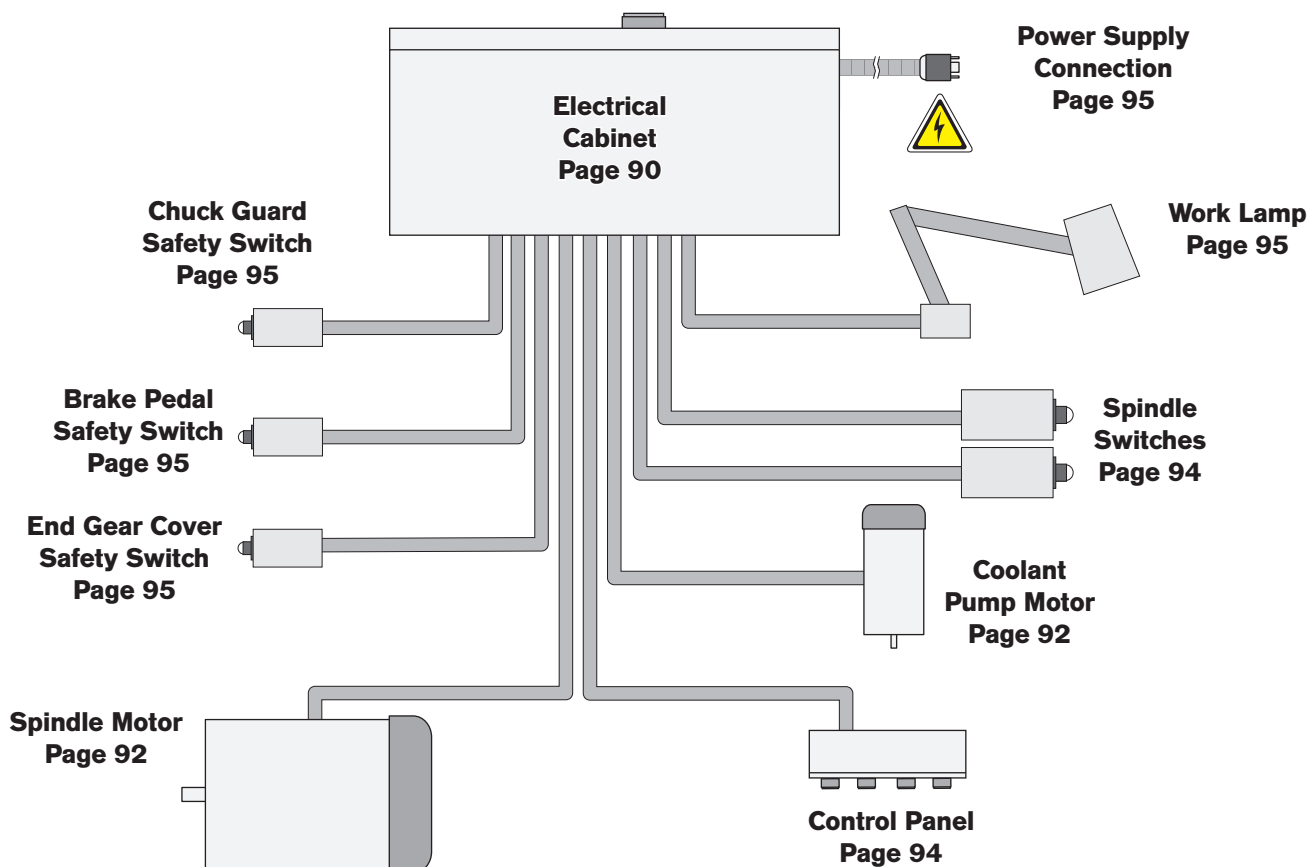 Power Supply
Connection
Page 95
Electrical
Cabinet
Page 90
Chuck Guard
Safety Switch
Page 95
Work Lamp
Page 95
Brake Pedal
Safety Switch
Page 95
Spindle
Switches
Page 94
End Gear Cover
Safety Switch
Page 95
Coolant
Pump Motor
Page 92
Spindle Motor
Page 92
Control Panel
Page 94